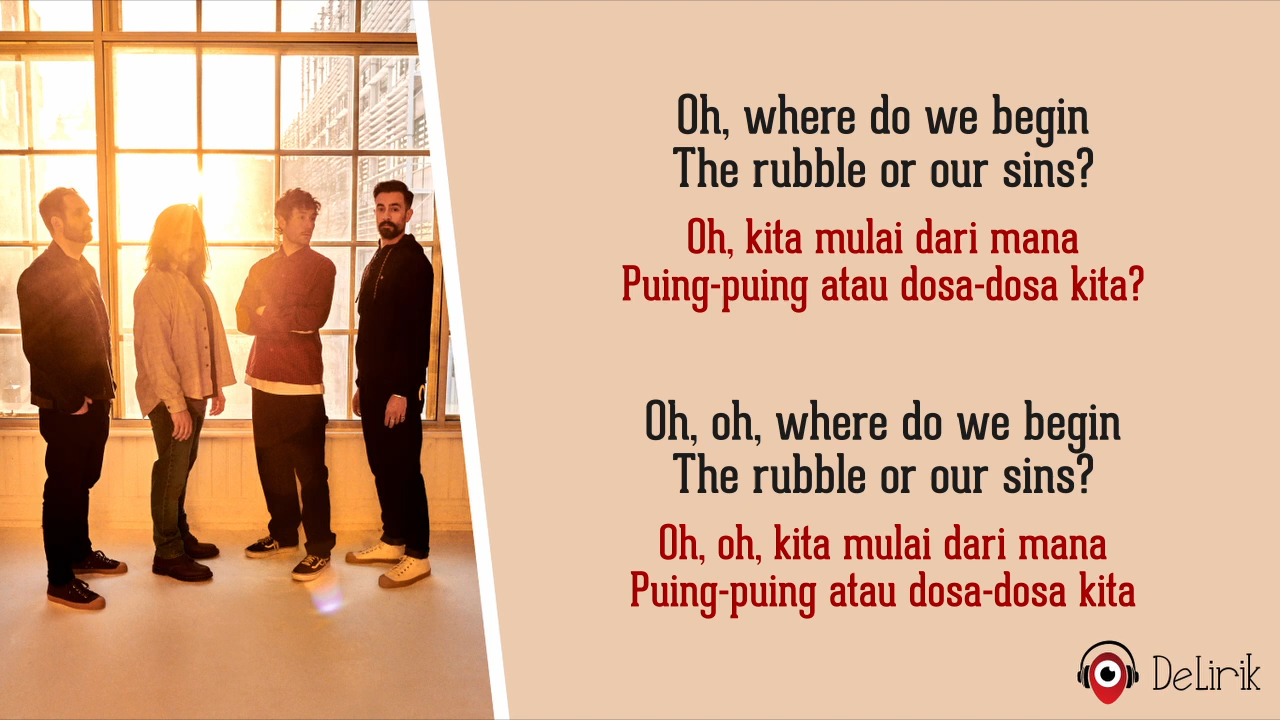 Oh, where do we begin
The rubble or our sins?
Oh, kita mulai dari mana
Puing-puing atau dosa-dosa kita?
Oh, oh, where do we begin
The rubble or our sins?
Oh, oh, kita mulai dari mana
Puing-puing atau dosa-dosa kita
DeLirik